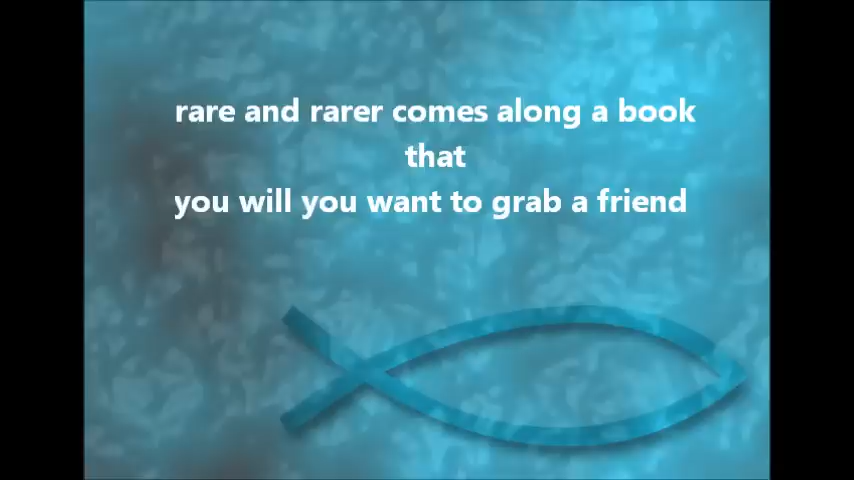 rare and rarer comes along a book
that
you will you want to grab a friend